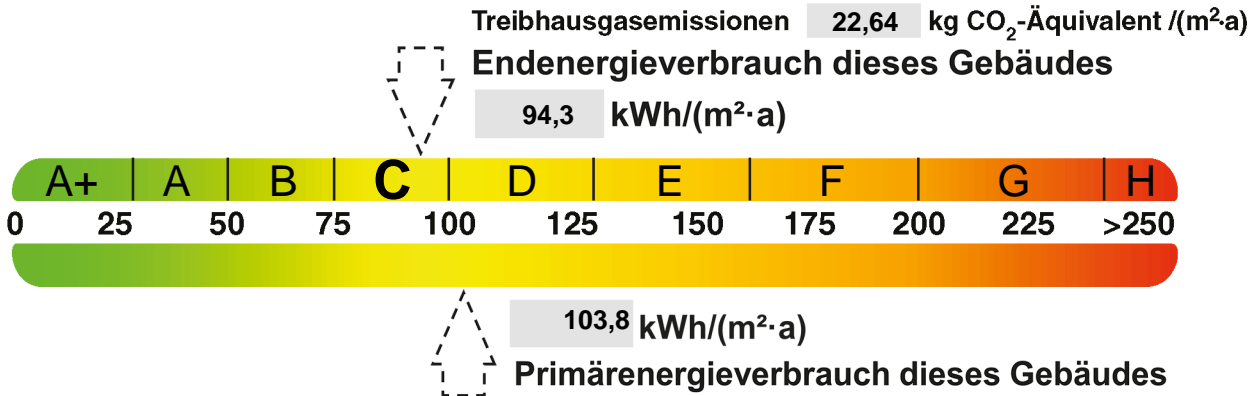 Treibhausgasemissionen 22,64 kg CO₂-Äquivalent /(m²·a)
Endenergieverbrauch dieses Gebäudes
94,3 kWh/(m²·a)
A+ A B C D E F G H
0 25 50 75 100 125 150 175 200 225 >250
103,8 kWh/(m²·a)
Primärenergieverbrauch dieses Gebäudes